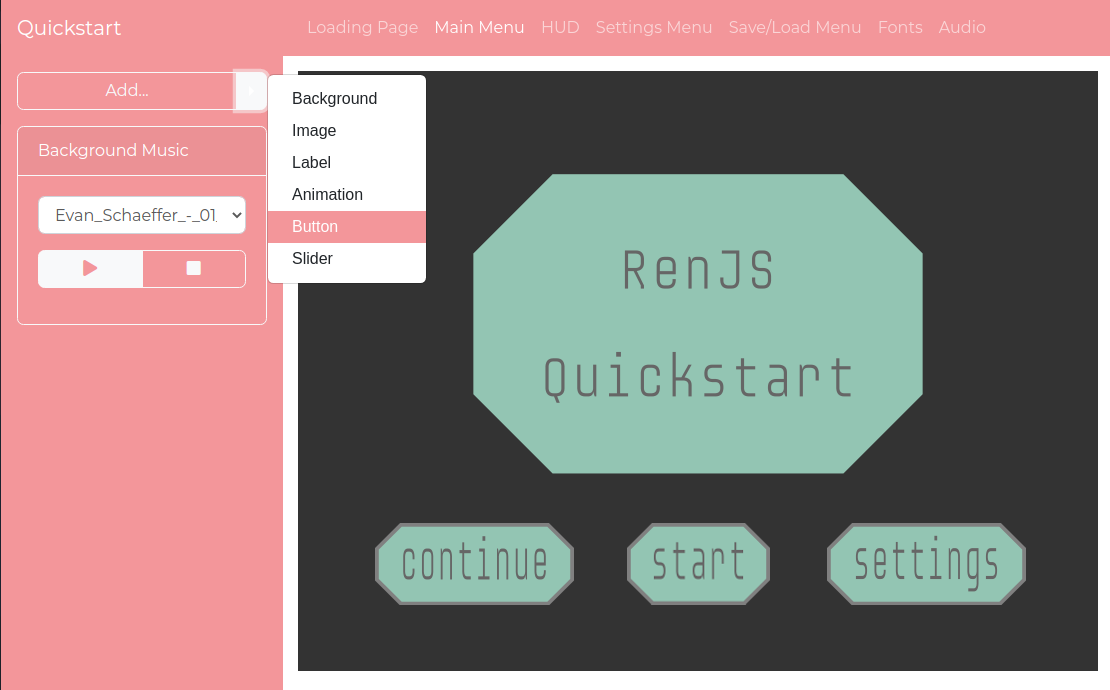 Quickstart
Loading Page Main Menu HUD Settings Menu Save/Load Menu Fonts Audio
Add...
Background
Image
Label
Animation
Button
Slider
Background Music
Evan_Schaeffer_-_01_
RenJS
Quickstart
continue start settings